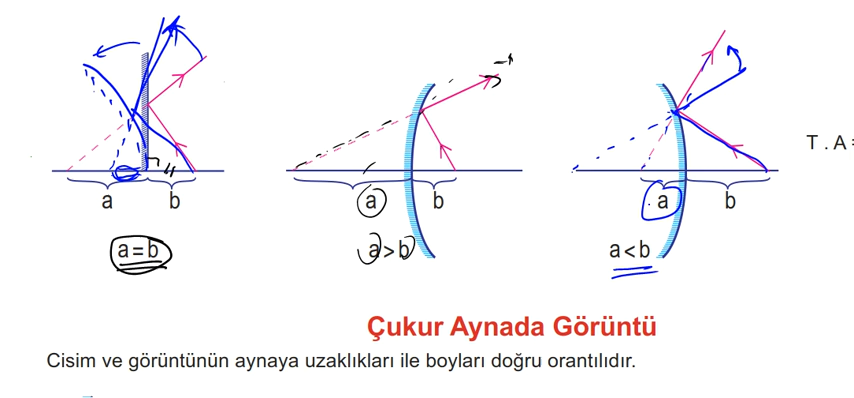 T . A =
a b a b a b
a=b a>b a<b
Çukur Aynada Görüntü
Cisim ve görüntünün aynaya uzaklıkları ile boyları doğru orantılıdır.